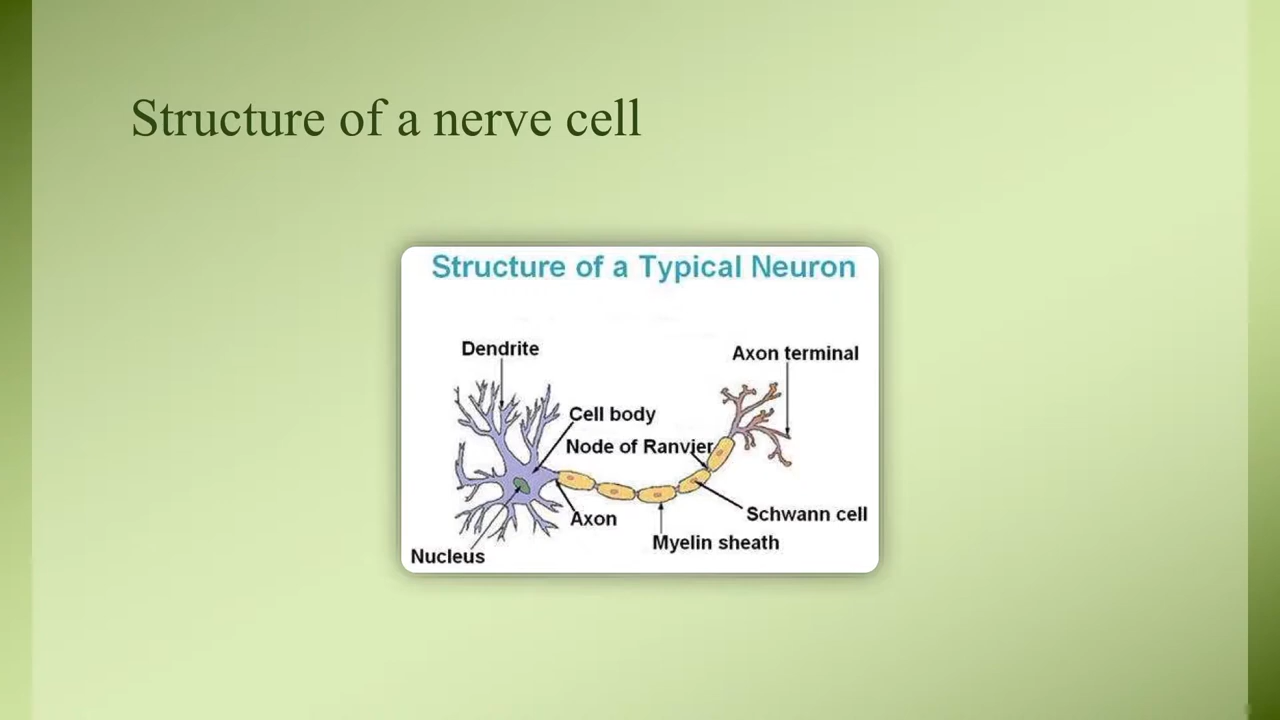 Structure of a nerve cell
Structure of a Typical Neuron
Dendrite
Axon terminal
Cell body
Node of Ranvier
Axon
Schwann cell
Myelin sheath
Nucleus